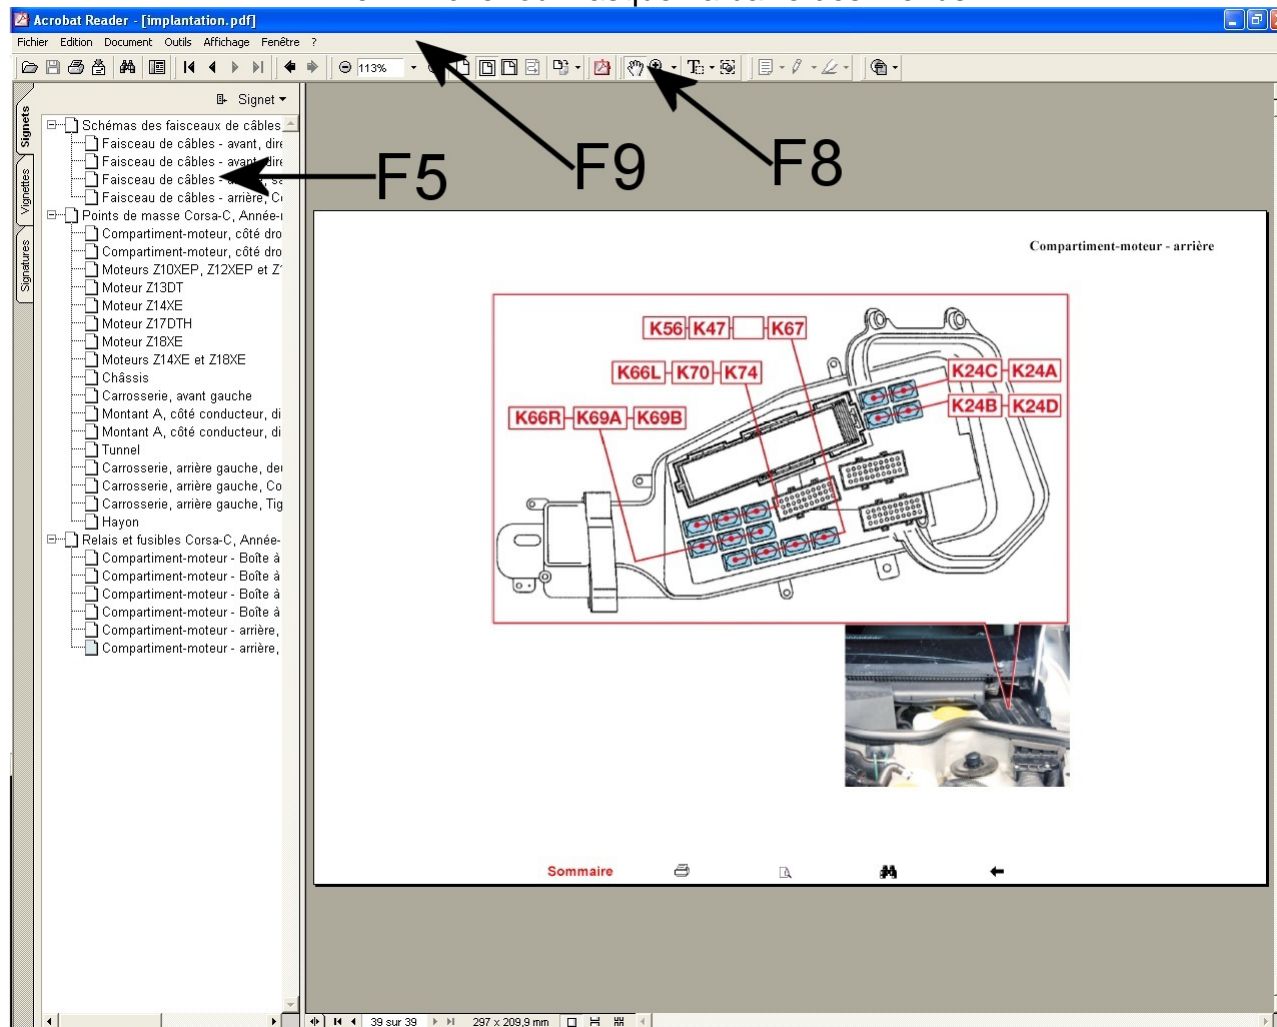 Acrobat Reader - [implantation.pdf]
Fichier Edition Document Outils Affichage Fenêtre ?
113%
Signet
Signets
Vignettes
Signatures
Schémas des faisceaux de câbles
Faisceau de câbles - avant, dire
Faisceau de câbles - avant, dire
Faisceau de câbles -
Faisceau de câbles - arrière, Co
Points de masse Corsa-C, Année-
Compartiment-moteur, côté dro
Compartiment-moteur, côté dro
Moteurs Z10XEP, Z12XEP et Z
Moteur Z13DT
Moteur Z14XE
Moteur Z17DTH
Moteur Z18XE
Moteurs Z14XE et Z18XE
Châssis
Carrosserie, avant gauche
Montant A, côté conducteur, di
Montant A, côté conducteur, di
Tunnel
Carrosserie, arrière gauche, deu
Carrosserie, arrière gauche, Co
Carrosserie, arrière gauche, Tig
Hayon
Relais et fusibles Corsa-C, Année-
Compartiment-moteur - Boîte à
Compartiment-moteur - Boîte à
Compartiment-moteur - Boîte à
Compartiment-moteur - Boîte à
Compartiment-moteur - arrière,
Compartiment-moteur - arrière,
F5
F9
F8
Compartiment-moteur - arrière
K56 K47 K67
K66L K70 K74
K66R K69A K69B
K24C K24A
K24B K24D
Sommaire
39 sur 39
297 x 209,9 mm